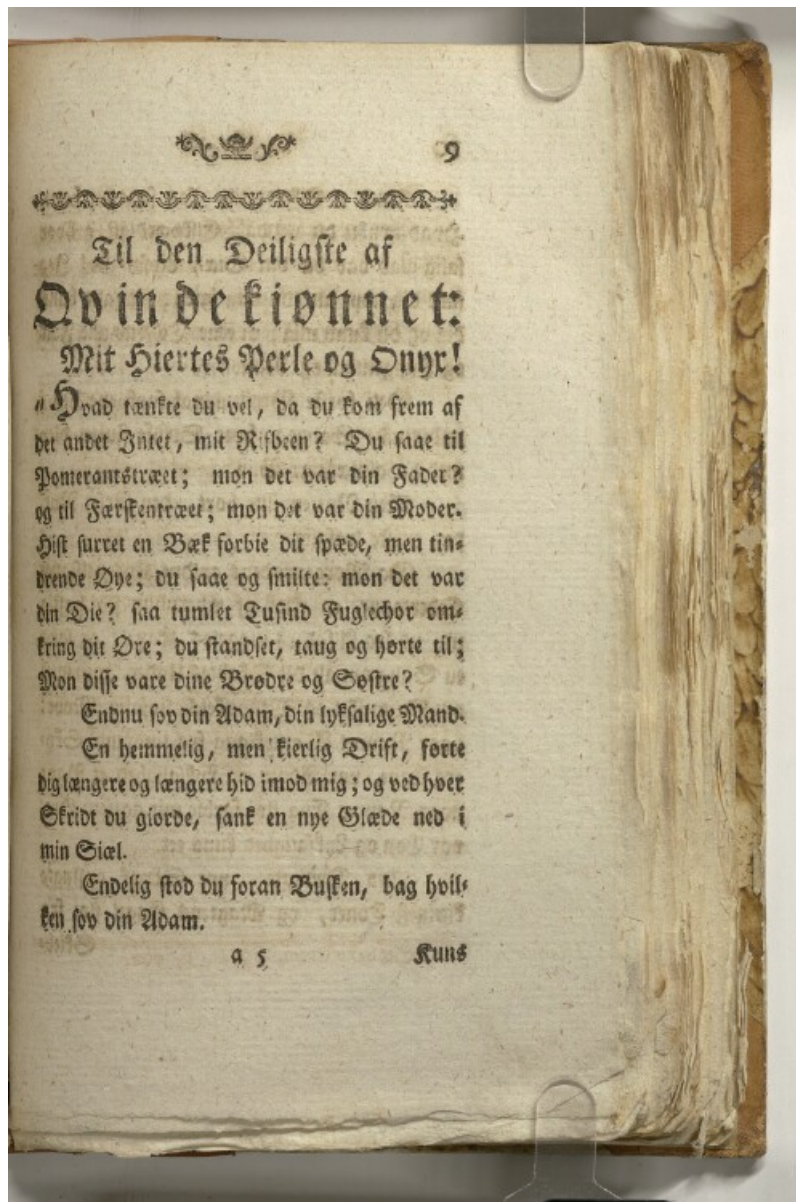 9
Til den Deiligste af
Qvindekiønnet:
Mit Hiertes Perle og Onyx!
"Hvad tænkte du vel, da du kom frem af
det andet Intet, mit Rifbeen? Du saae til
Pomerantstræet; mon det var din Fader?
og til Færskentræet; mon det var din Moder.
Hist surret en Bæk forbie dit spæde, men tin-
drende Øye; du saae og smilte: mon det var
din Die? saa tumlet Tusind Fuglechor om-
kring dit Øre; du standset, taug og hørte til;
Mon disse vare dine Brødre og Søstre?
Endnu sov din Adam, din lyksalige Mand.
En hemmelig, men kierlig Drift, førte
dig længere og længere hid imod mig; og ved hver
Skridt du giorde, sank en nye Glæde ned i
min Siæl.
Endelig stod du foran Busken, bag hvil-
ken sov din Adam.
a 5 Kuns